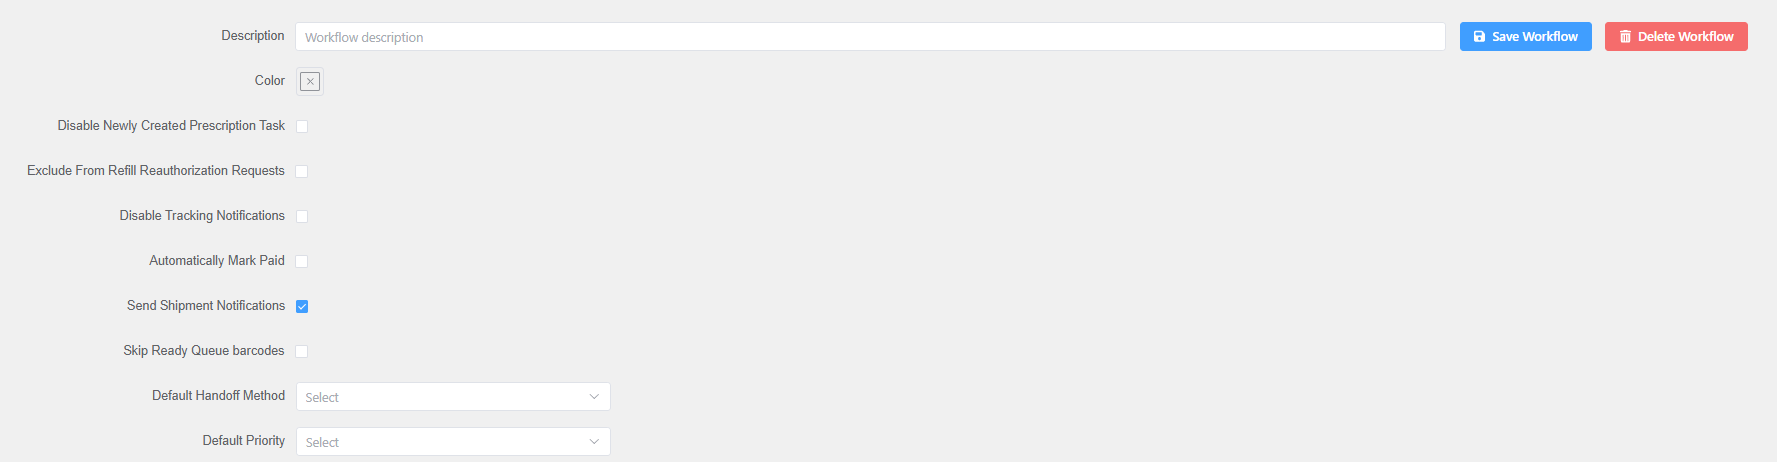 Description Workflow description Save Workflow Delete Workflow
Color
Disable Newly Created Prescription Task
Exclude From Refill Reauthorization Requests
Disable Tracking Notifications
Automatically Mark Paid
Send Shipment Notifications
Skip Ready Queue barcodes
Default Handoff Method Select
Default Priority Select